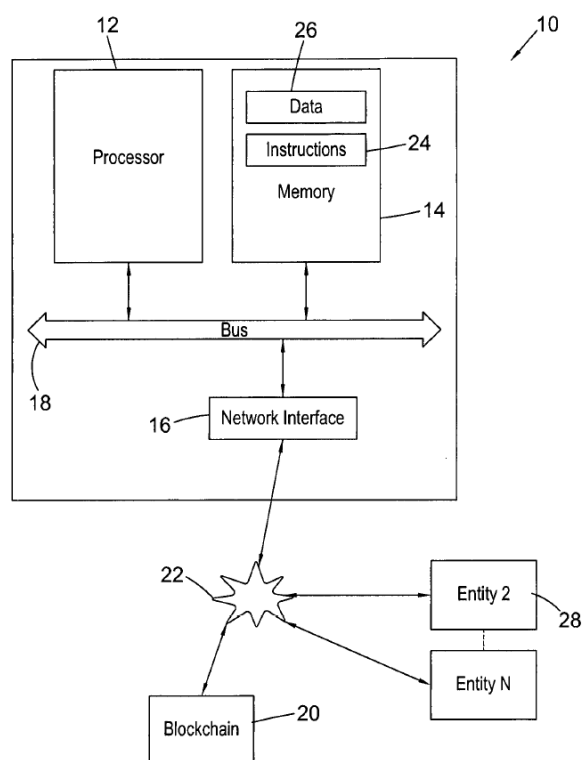 12
26
10
Data
Processor
Instructions
24
Memory
14
Bus
18
16
Network Interface
22
Entity 2
28
Entity N
Blockchain
20